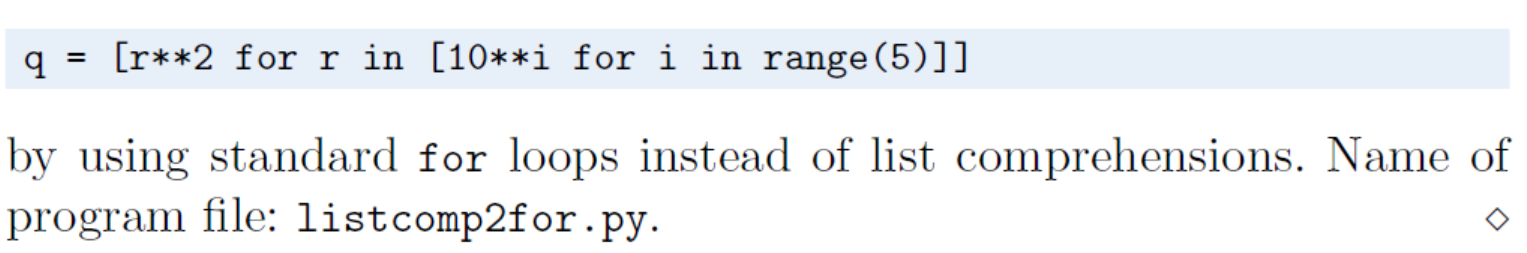 q = [r**2 for r in [10**i for i in range(5)]]
by using standard for loops instead of list comprehensions. Name of
program file: listcomp2for.py. ◇